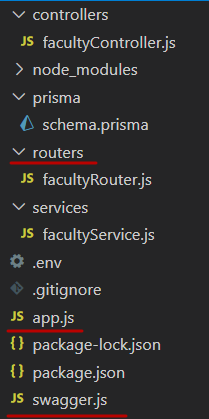 controllers
JS facultyController.js
node_modules
prisma
schema.prisma
routers
JS facultyRouter.js
services
JS facultyService.js
.env
.gitignore
JS app.js
{ } package-lock.json
{ } package.json
JS swagger.js